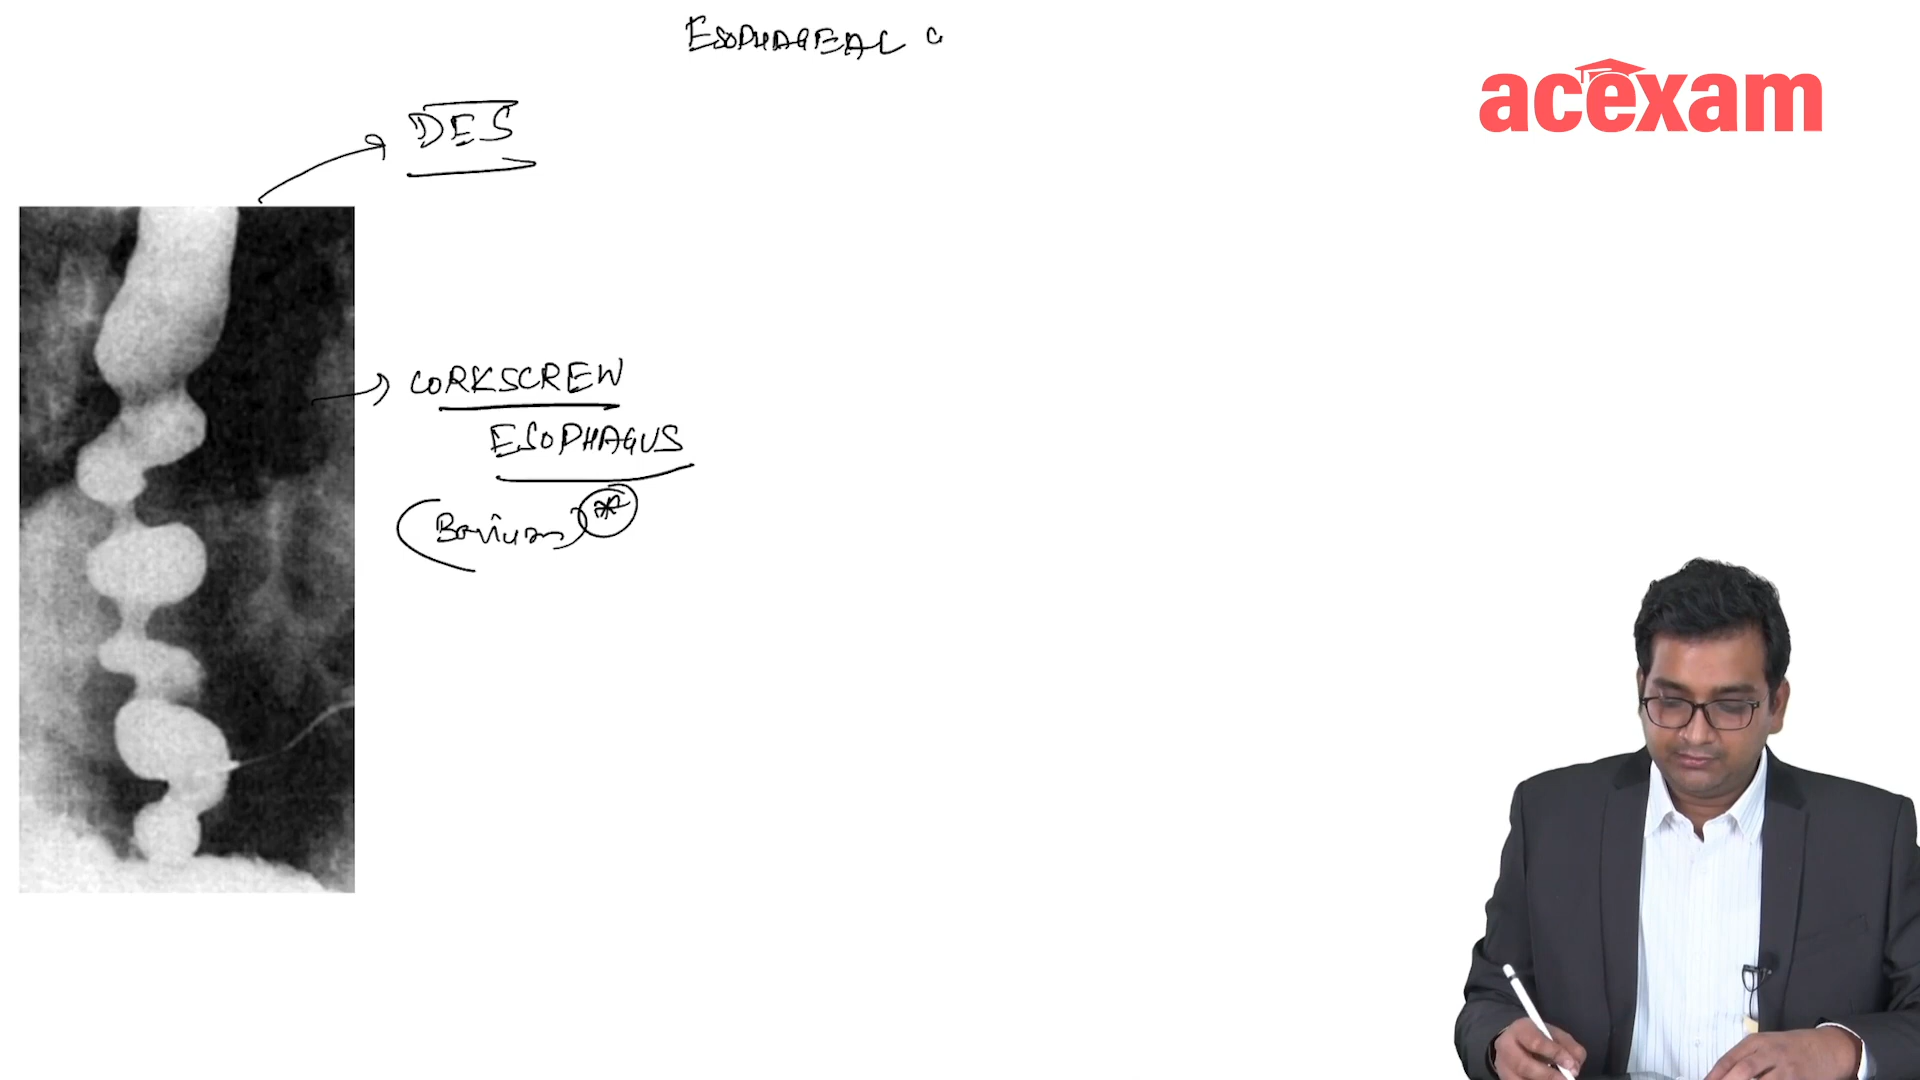 ESOPHAGEAL C
acexam
DES
CORKSCREW
ESOPHAGUS
(Barium) *